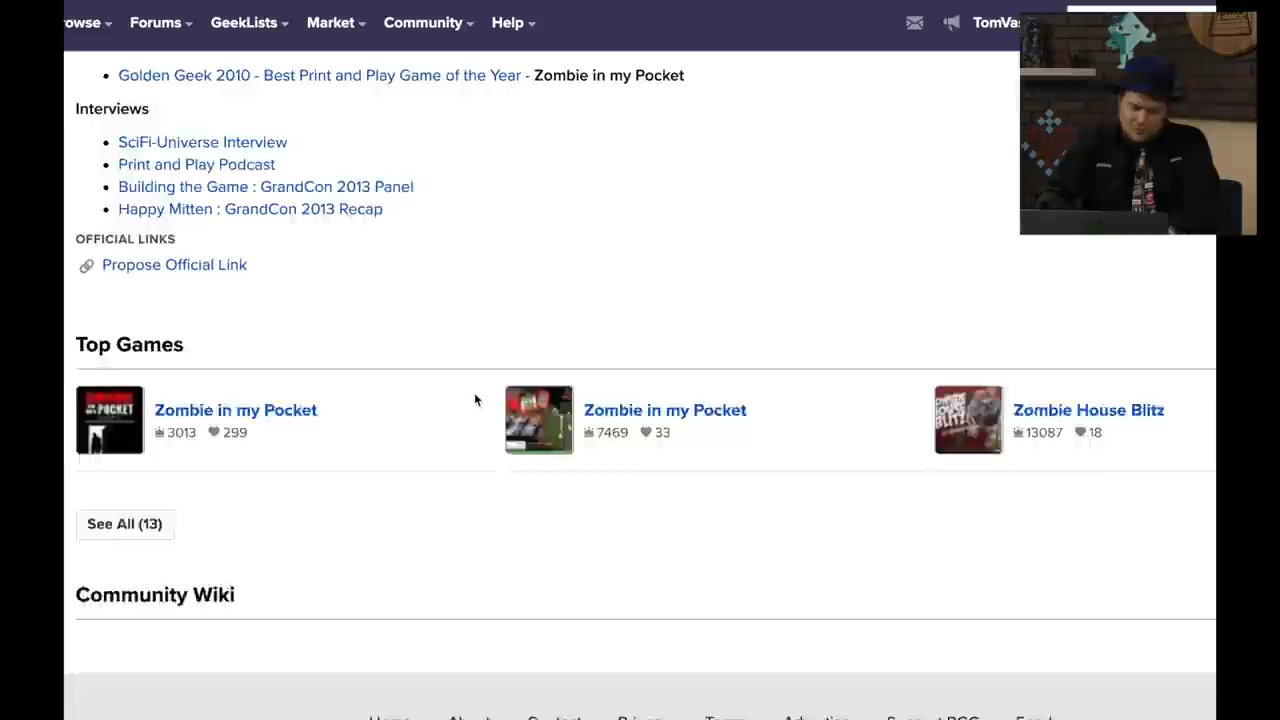 owse Forums GeekLists Market Community Help TomVas
Golden Geek 2010 - Best Print and Play Game of the Year - Zombie in my Pocket
Interviews
SciFi-Universe Interview
Print and Play Podcast
Building the Game : GrandCon 2013 Panel
Happy Mitten : GrandCon 2013 Recap
OFFICIAL LINKS
Propose Official Link
Top Games
Zombie in my Pocket
3013 299
Zombie in my Pocket
7469 33
Zombie House Blitz
13087 18
See All (13)
Community Wiki